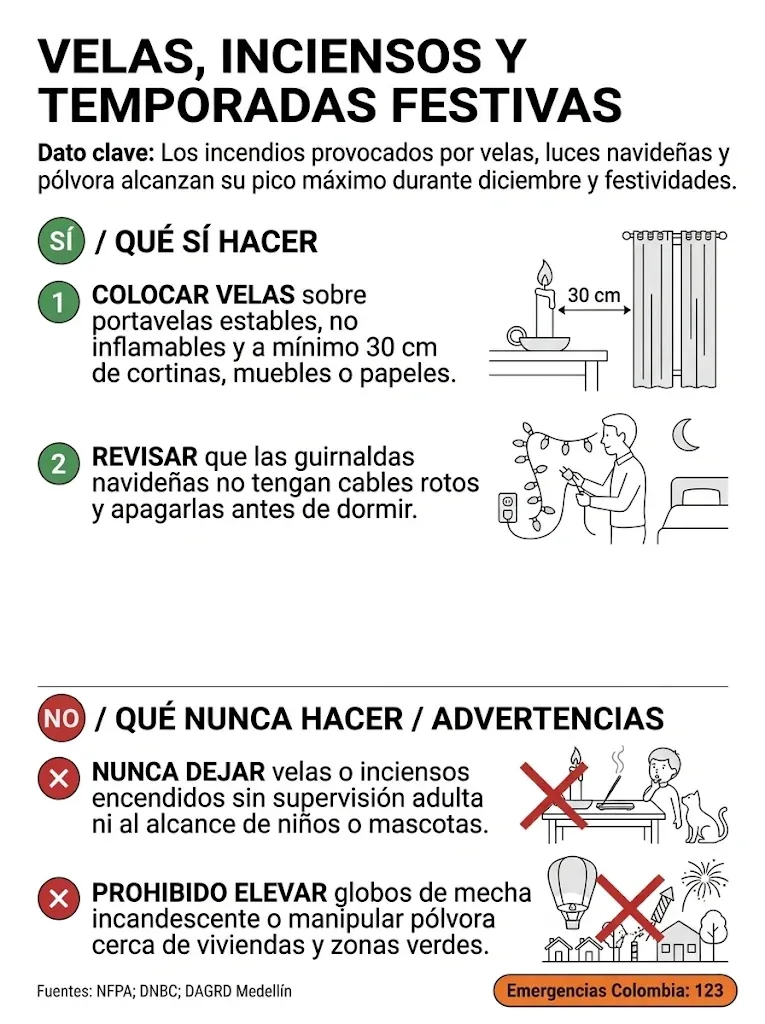 VELAS, INCIENSOS Y
TEMPORADAS FESTIVAS
Dato clave: Los incendios provocados por velas, luces navideñas y
pólvora alcanzan su pico máximo durante diciembre y festividades.
SÍ / QUÉ SÍ HACER
1 COLOCAR VELAS sobre
portavelas estables, no
inflamables y a mínimo 30 cm
de cortinas, muebles o papeles.
30 cm
2 REVISAR que las guirnaldas
navideñas no tengan cables rotos
y apagarlas antes de dormir.
NO / QUÉ NUNCA HACER / ADVERTENCIAS
NUNCA DEJAR velas o inciensos
encendidos sin supervisión adulta
ni al alcance de niños o mascotas.
PROHIBIDO ELEVAR globos de mecha
incandescente o manipular pólvora
cerca de viviendas y zonas verdes.
Fuentes: NFPA; DNBC; DAGRD Medellín
Emergencias Colombia: 123